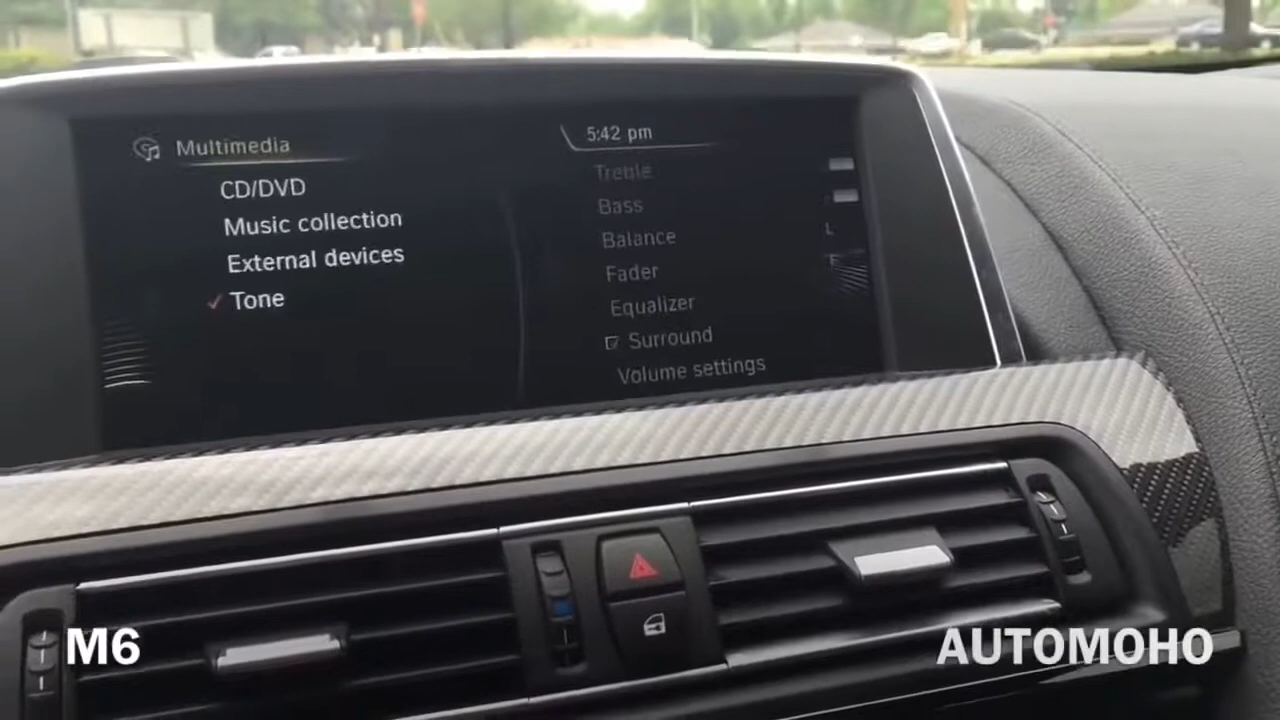 Multimedia
CD/DVD
Music collection
External devices
Tone
5:42 pm
Treble
Bass
Balance
L
Fader
F
Equalizer
Surround
Volume settings
M6
AUTOMOHO